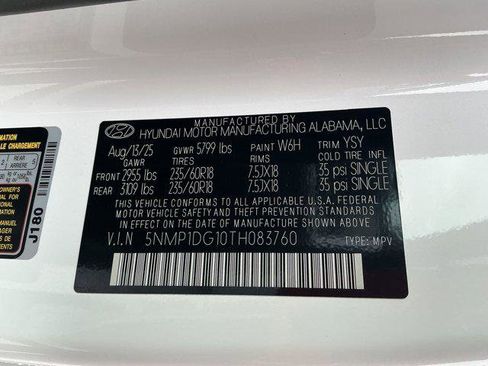 MANUFACTURED BY
HYUNDAI MOTOR MANUFACTURING ALABAMA, LLC
Aug/13/25 GVWR 5799 lbs PAINT W6H TRIM YSY
GAWR TIRES RIMS COLD TIRE INFL
FRONT 2955 lbs 235/60R18 7.5JX18 35 psi SINGLE
REAR 3109 lbs 235/60R18 7.5JX18 35 psi SINGLE
THIS VEHICLE CONFORMS TO ALL APPLICABLE U.S.A. FEDERAL
MOTOR VEHICLE SAFETY AND THEFT PREVENTION STANDARDS
IN EFFECT ON THE DATE OF MANUFACTURE SHOWN ABOVE.
V.I.N 5NMP1DG10TH083760 TYPE: MPV
REAR
ARRIERE
J180